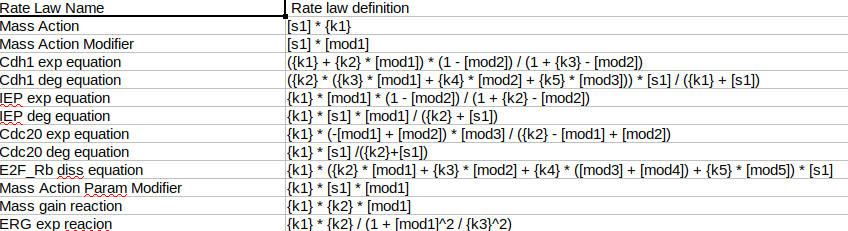 Rate Law Name Rate law definition
Mass Action [s1] * {k1}
Mass Action Modifier [s1] * [mod1]
Cdh1 exp equation ({k1} + {k2} * [mod1]) * (1 - [mod2]) / (1 + {k3} - [mod2])
Cdh1 deg equation ({k2} * ({k3} * [mod1] + {k4} * [mod2] + {k5} * [mod3])) * [s1] / ({k1} + [s1])
IEP exp equation {k1} * [mod1] * (1 - [mod2]) / (1 + {k2} - [mod2])
IEP deg equation {k1} * [s1] * [mod1] / ({k2} + [s1])
Cdc20 exp equation {k1} * (-[mod1] + [mod2]) * [mod3] / ({k2} - [mod1] + [mod2])
Cdc20 deg equation {k1} * [s1] /({k2}+[s1])
E2F_Rb diss equation {k1} * ({k2} * [mod1] + {k3} * [mod2] + {k4} * ([mod3] + [mod4]) + {k5} * [mod5]) * [s1]
Mass Action Param Modifier {k1} * [s1] * [mod1]
Mass gain reaction {k1} * {k2} * [mod1]
ERG exp reacion {k1} * {k2} / (1 + [mod1]^2 / {k3}^2)